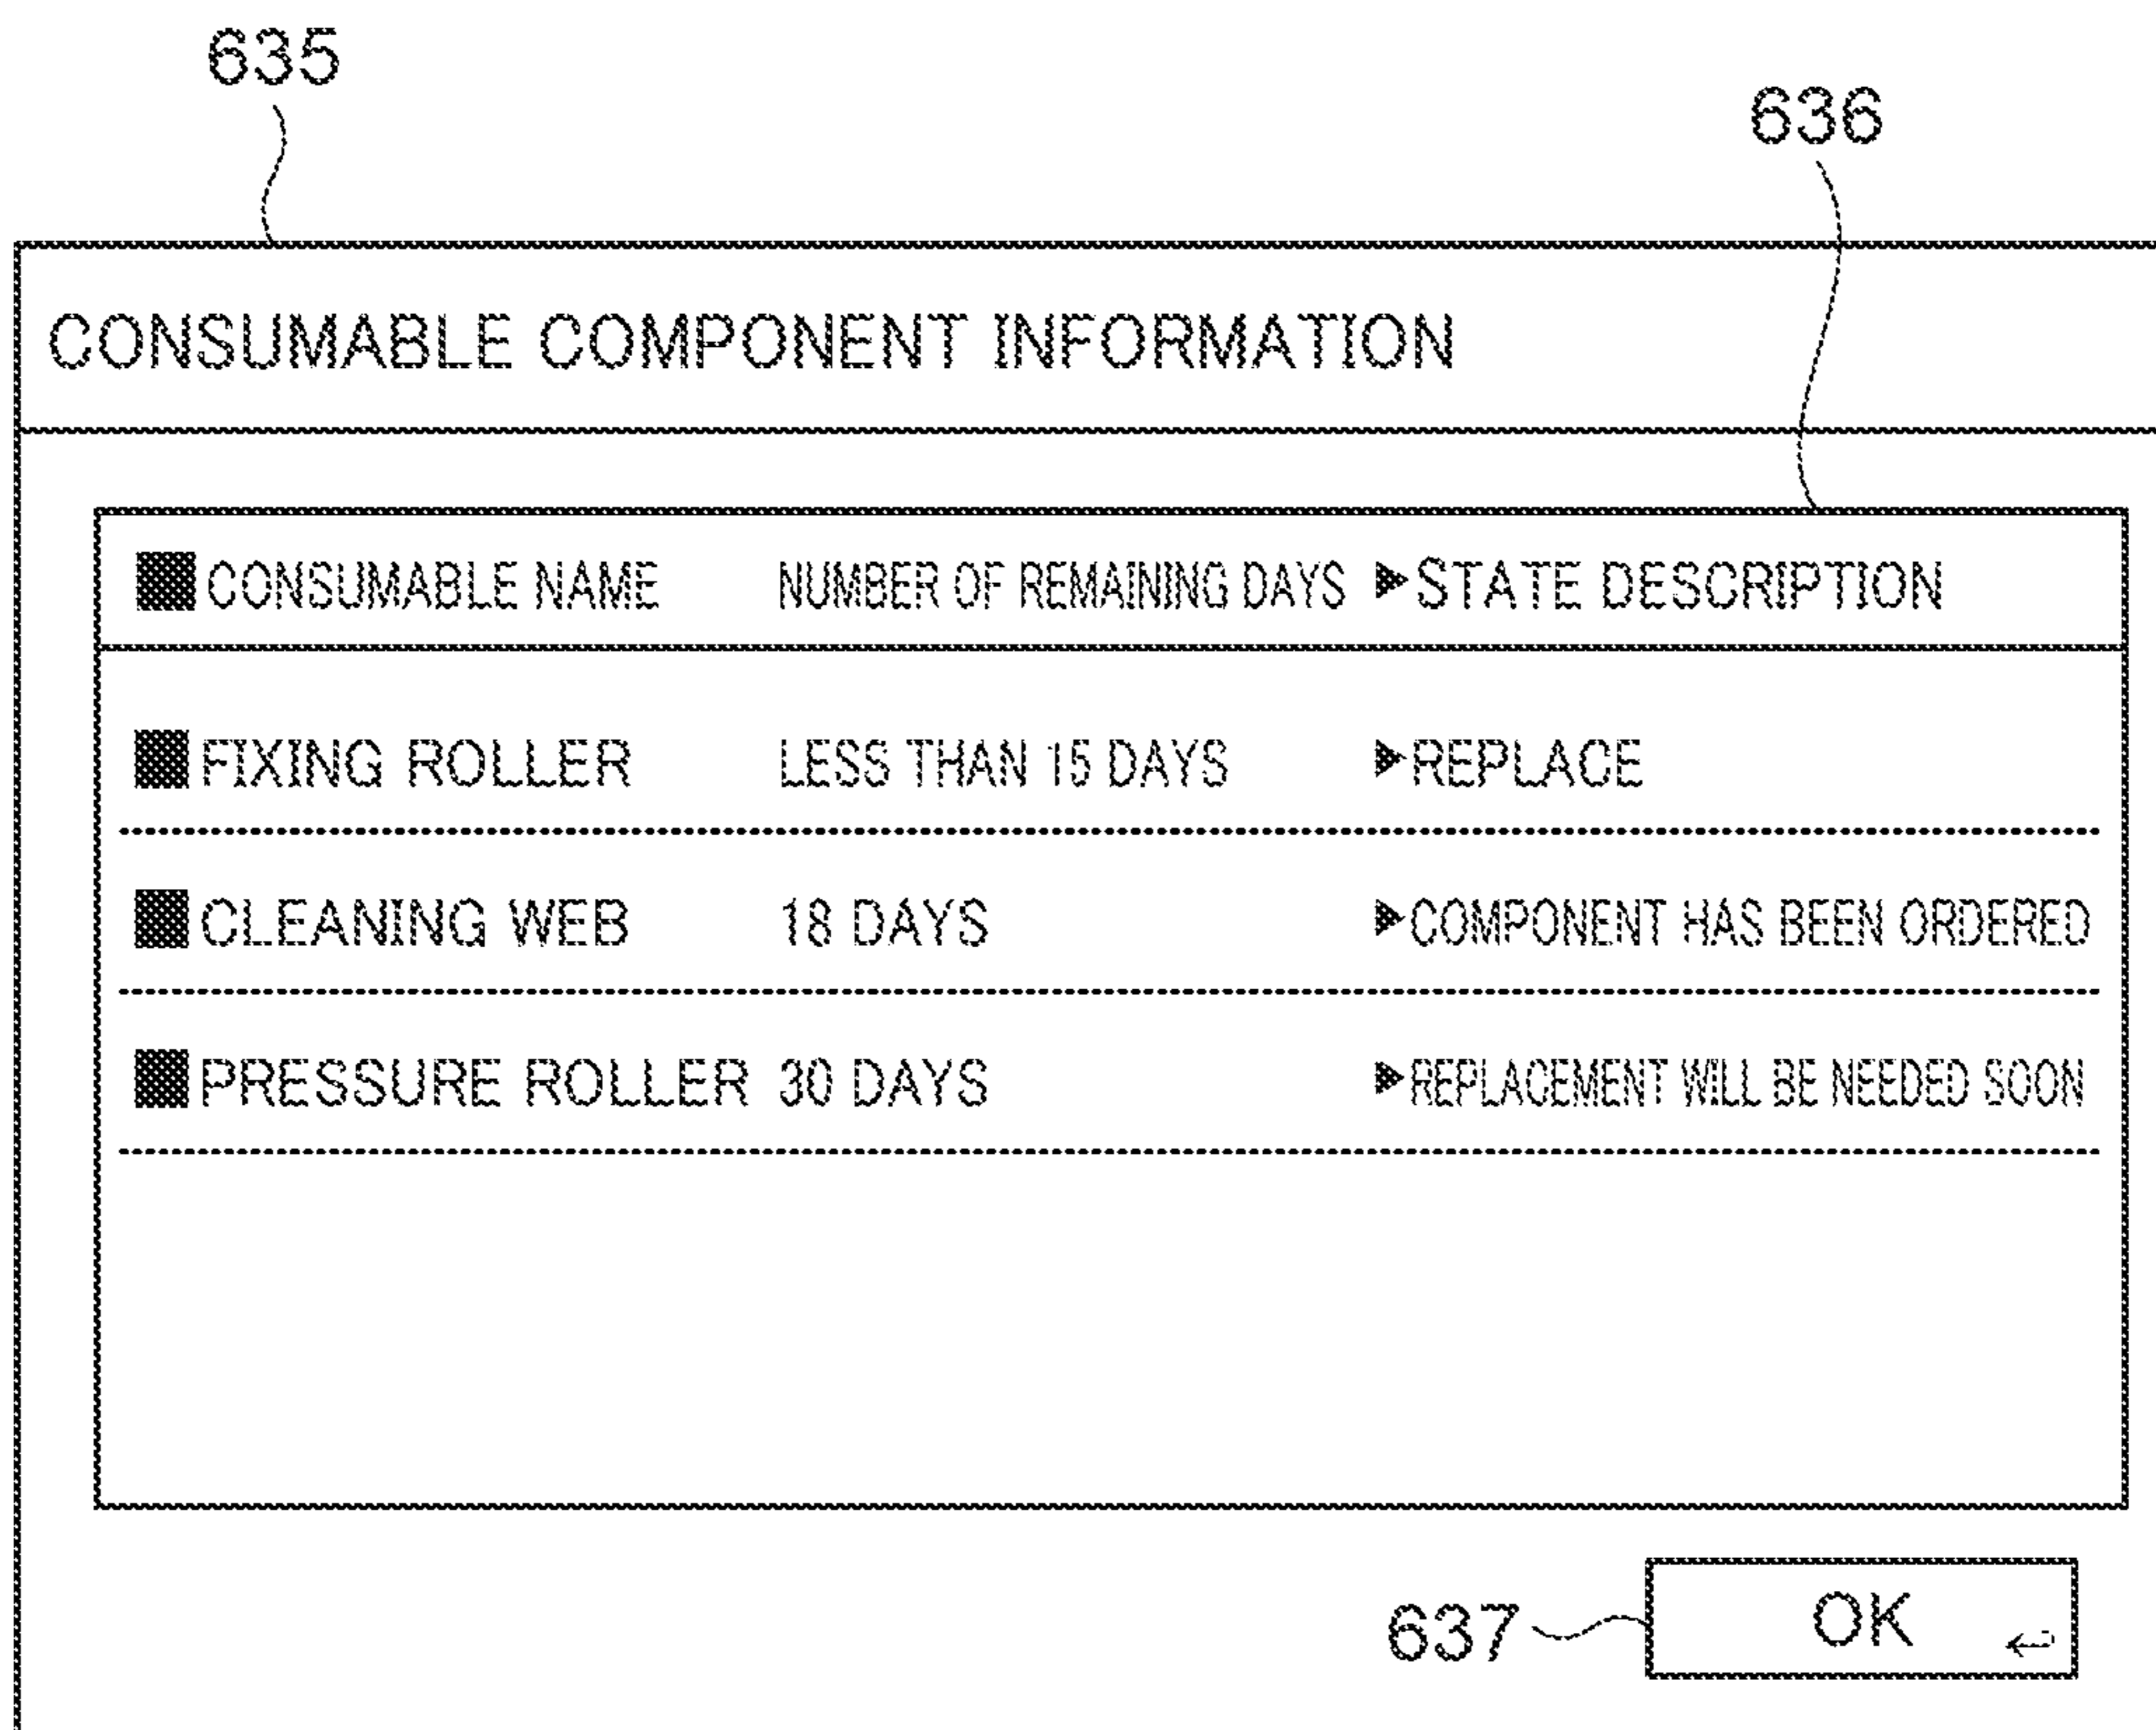 635
636
CONSUMABLE COMPONENT INFORMATION
■CONSUMABLE NAME NUMBER OF REMAINING DAYS ▶STATE DESCRIPTION
■FIXING ROLLER LESS THAN 15 DAYS ▶REPLACE
■CLEANING WEB 18 DAYS ▶COMPONENT HAS BEEN ORDERED
■PRESSURE ROLLER 30 DAYS ▶REPLACEMENT WILL BE NEEDED SOON
637 OK ↵